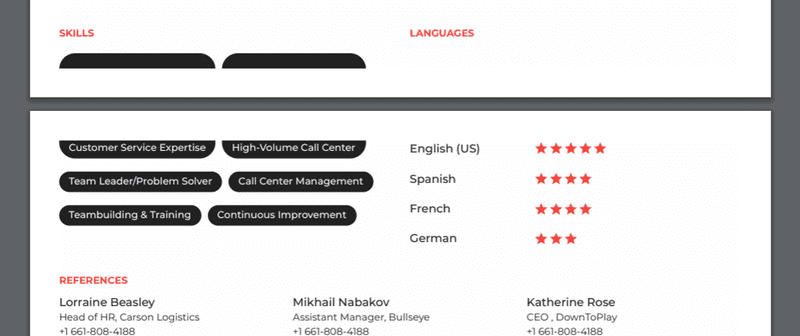 SKILLS
LANGUAGES
Customer Service Expertise
High-Volume Call Center
Team Leader/Problem Solver
Call Center Management
Teambuilding & Training
Continuous Improvement
English (US)
Spanish
French
German
REFERENCES
Lorraine Beasley
Head of HR, Carson Logistics
+1 661-808-4188
Mikhail Nabakov
Assistant Manager, Bullseye
+1 661-808-4188
Katherine Rose
CEO , DownToPlay
+1 661-808-4188